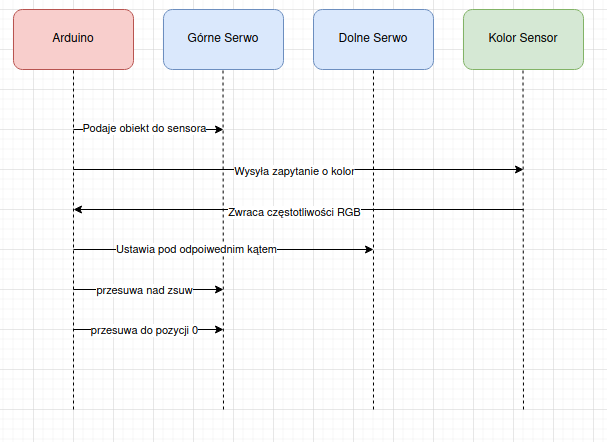 Arduino
Górne Serwo
Dolne Serwo
Kolor Sensor
Podaje obiekt do sensora
Wysyła zapytanie o kolor
Zwraca częstotliwości RGB
Ustawia pod odpoiwednim kątem
przesuwa nad zsuw
przesuwa do pozycji 0